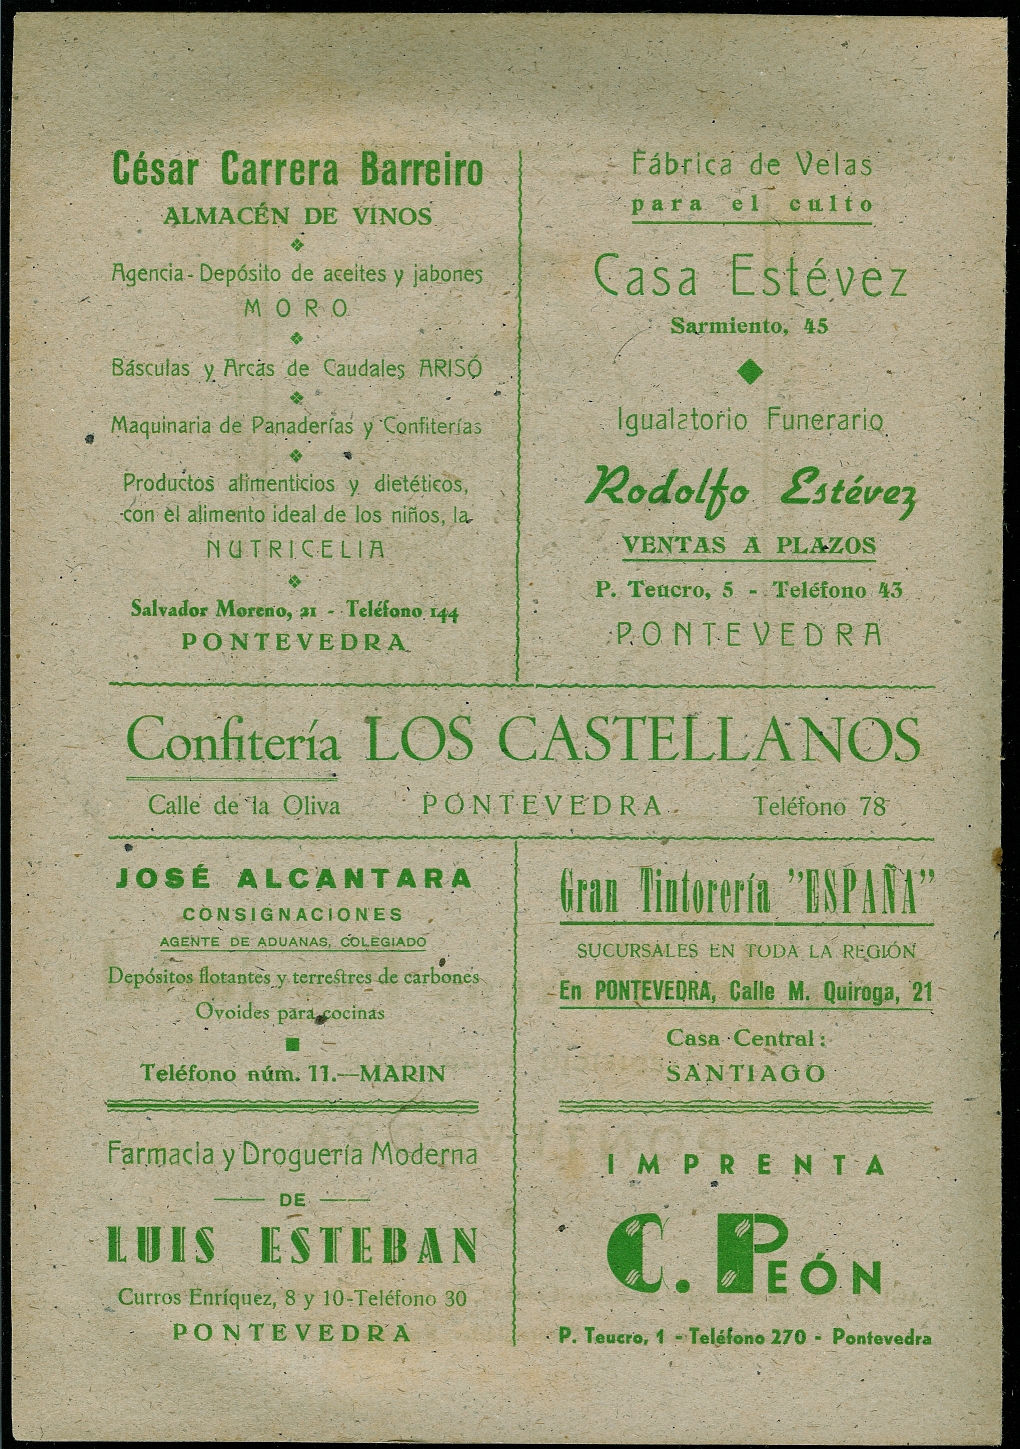 César Carrera Barreiro
ALMACÉN DE VINOS
Agencia - Depósito de aceites y jabones
MORO
Básculas y Arcas de Caudales ARISÓ
Maquinaria de Panaderías y Confiterías
Productos alimenticios y dietéticos,
con el alimento ideal de los niños, la
NUTRICELIA
Salvador Moreno, 21 - Teléfono 144
PONTEVEDRA
Fábrica de Velas
para el culto
Casa Estévez
Sarmiento, 45
Igualatorio Funerario
Rodolfo Estévez
VENTAS A PLAZOS
P. Teucro, 5 - Teléfono 43
PONTEVEDRA
Confitería LOS CASTELLANOS
Calle de la Oliva PONTEVEDRA Teléfono 78
JOSÉ ALCANTARA
CONSIGNACIONES
AGENTE DE ADUANAS, COLEGIADO
Depósitos flotantes y terrestres de carbones
Ovoides para cocinas
Teléfono núm. 11.—MARIN
Gran Tintorería "ESPAÑA"
SUCURSALES EN TODA LA REGIÓN
En PONTEVEDRA, Calle M. Quiroga, 21
Casa Central:
SANTIAGO
Farmacia y Droguería Moderna
DE
LUIS ESTEBAN
Curros Enríquez, 8 y 10-Teléfono 30
PONTEVEDRA
IMPRENTA
C. PEÓN
P. Teucro, 1 - Teléfono 270 - Pontevedra